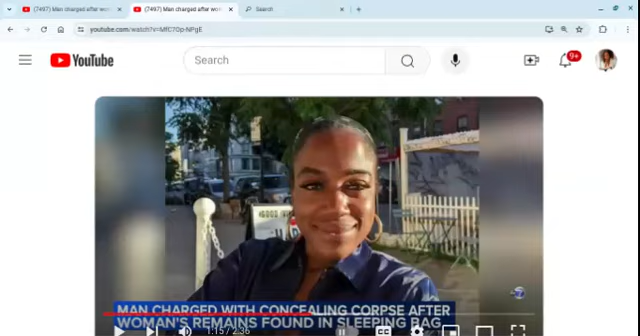 (7497) Man charged after wo
(7497) Man charged after wo
Search
youtube.com/watch?v=MfC7Op-NPgE
YouTube
Search
9+
MAN CHARGED WITH CONCEALING CORPSE AFTER
WOMAN'S REMAINS FOUND IN SLEEPING BAG
1:15 / 2:36
CC